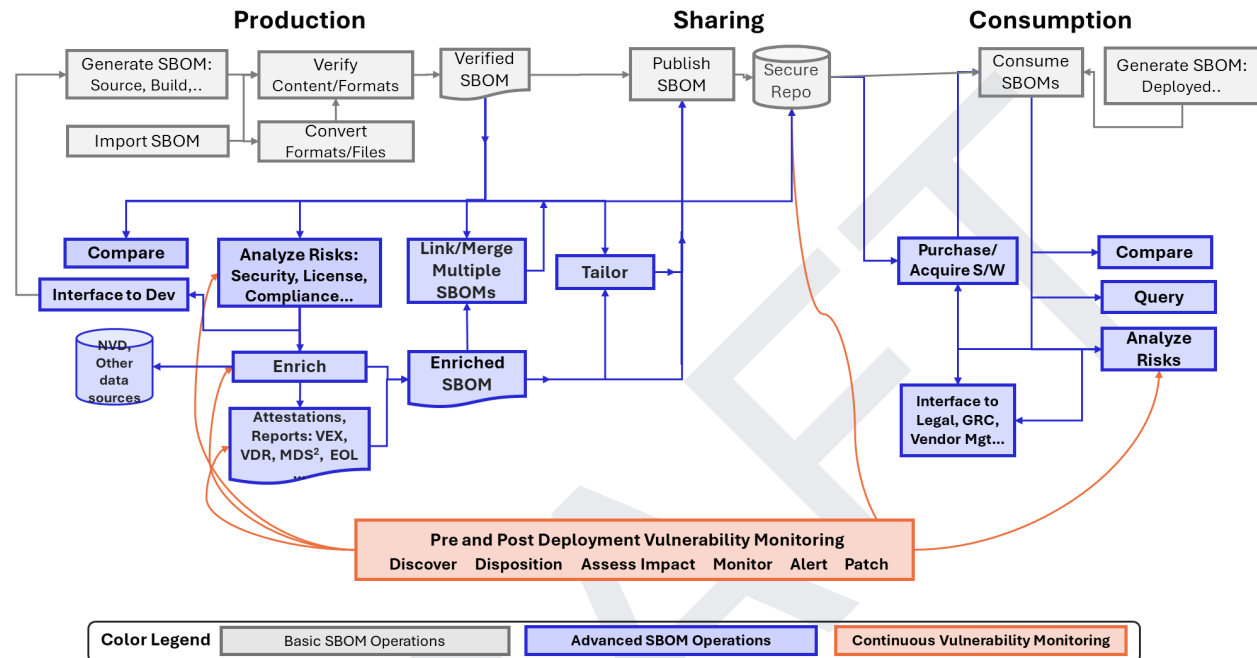 Production
Sharing
Consumption
Generate SBOM:
Source, Build,..
Verify
Content/Formats
Verified
SBOM
Publish
SBOM
Secure
Repo
Consume
SBOMs
Generate SBOM:
Deployed..
Import SBOM
Convert
Formats/Files
Compare
Analyze Risks:
Security, License,
Compliance...
Link/Merge
Multiple
SBOMs
Tailor
Purchase/
Acquire S/W
Compare
Interface to Dev
Query
NVD,
Other
data
sources
Enrich
Enriched
SBOM
Analyze
Risks
Attestations,
Reports: VEX,
VDR, MDS², EOL
...
Interface to
Legal, GRC,
Vendor Mgt...
Pre and Post Deployment Vulnerability Monitoring
Discover Disposition Assess Impact Monitor Alert Patch
Color Legend
Basic SBOM Operations
Advanced SBOM Operations
Continuous Vulnerability Monitoring